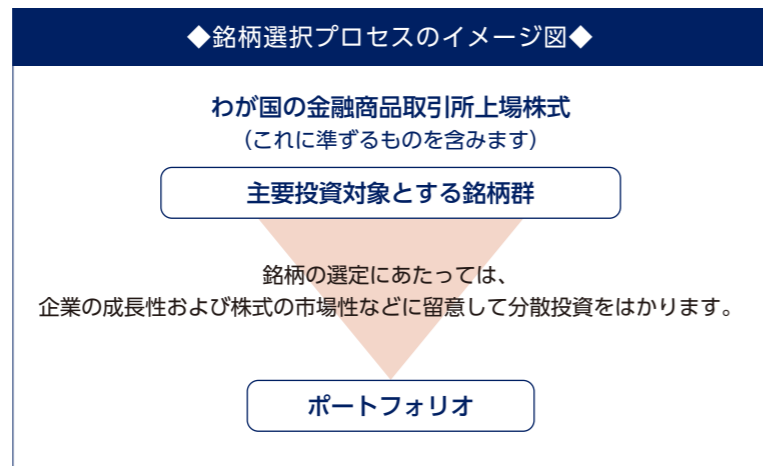 ◆銘柄選択プロセスのイメージ図◆
わが国の金融商品取引所上場株式
（これに準ずるものを含みます）
主要投資対象とする銘柄群
銘柄の選定にあたっては、
企業の成長性および株式の市場性などに留意して分散投資をはかります。
ポートフォリオ